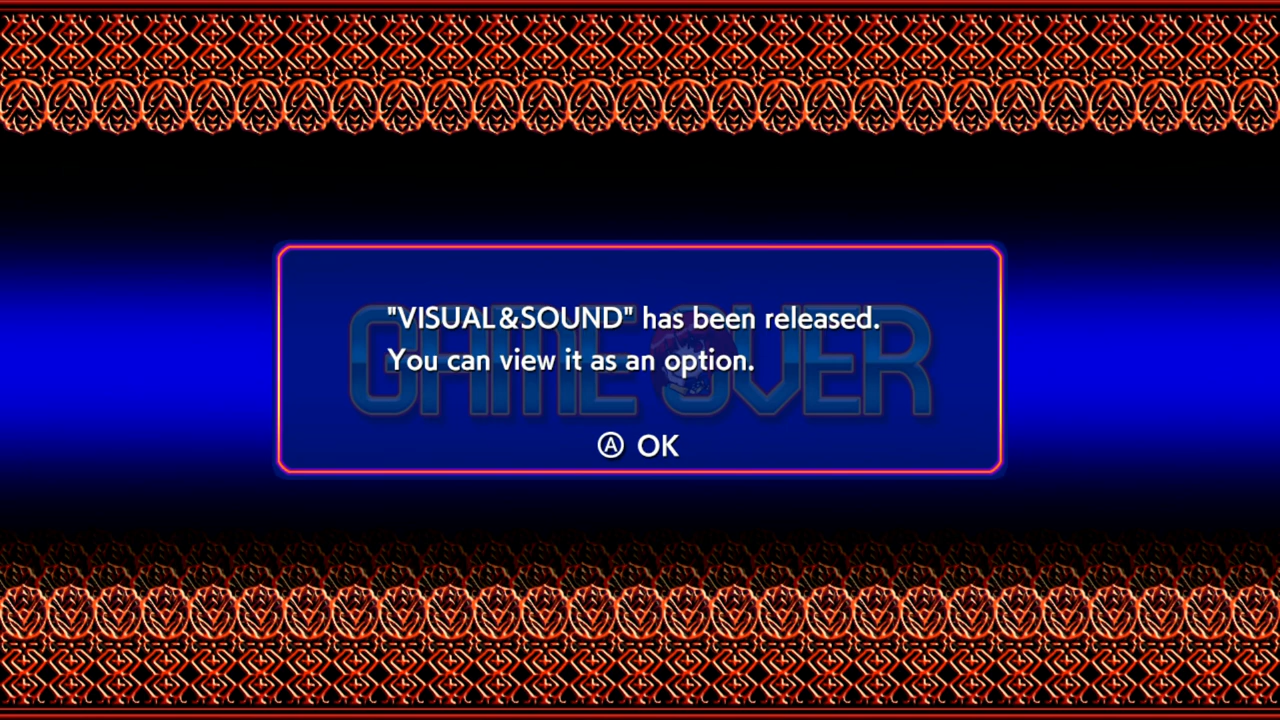 "VISUAL&SOUND" has been released.
You can view it as an option.
GAME OVER
Ⓐ OK